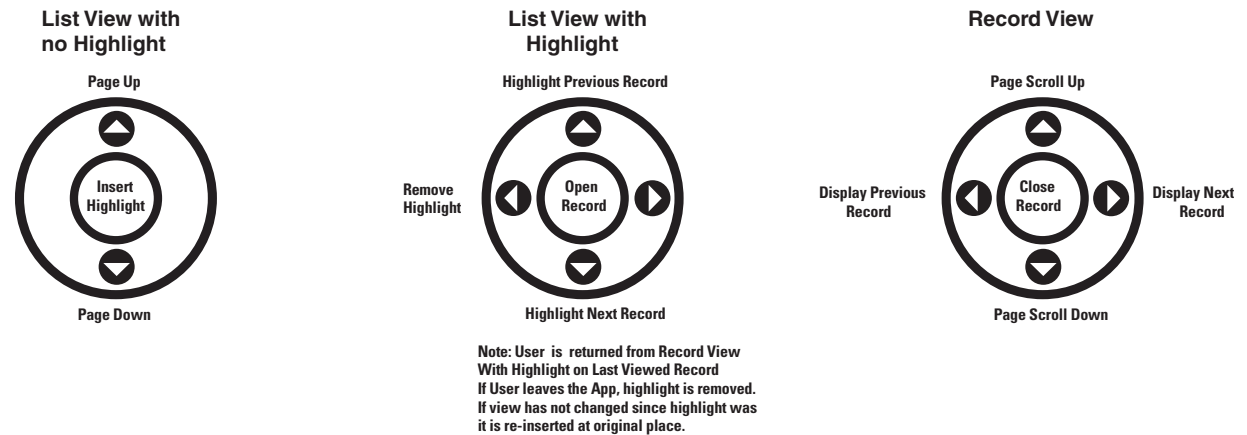 List View with
no Highlight
Page Up
Insert
Highlight
Page Down
List View with
Highlight
Highlight Previous Record
Remove
Highlight
Open
Record
Highlight Next Record
Note: User is returned from Record View
With Highlight on Last Viewed Record
If User leaves the App, highlight is removed.
If view has not changed since highlight was
it is re-inserted at original place.
Record View
Page Scroll Up
Display Previous
Record
Close
Record
Display Next
Record
Page Scroll Down